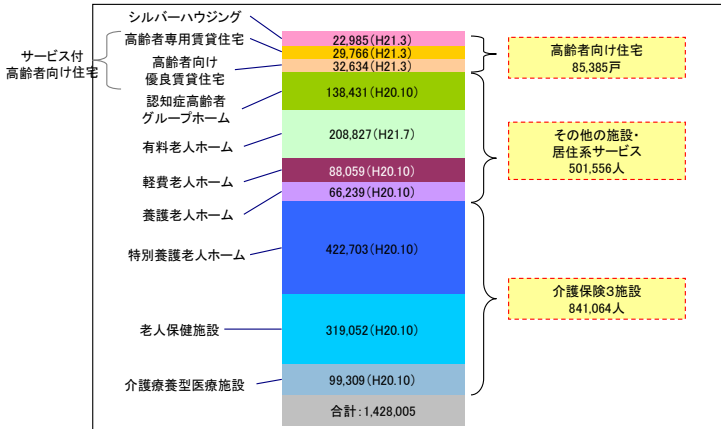 サービス付
高齢者向け住宅
シルバーハウジング
高齢者専用賃貸住宅
高齢者向け
優良賃貸住宅
認知症高齢者
グループホーム
有料老人ホーム
軽費老人ホーム
養護老人ホーム
特別養護老人ホーム
老人保健施設
介護療養型医療施設
22,985(H21.3)
29,766(H21.3)
32,634(H21.3)
138,431(H20.10)
208,827(H21.7)
88,059(H20.10)
66,239(H20.10)
422,703(H20.10)
319,052(H20.10)
99,309(H20.10)
合計:1,428,005
高齢者向け住宅
85,385戸
その他の施設・
居住系サービス
501,556人
介護保険3施設
841,064人